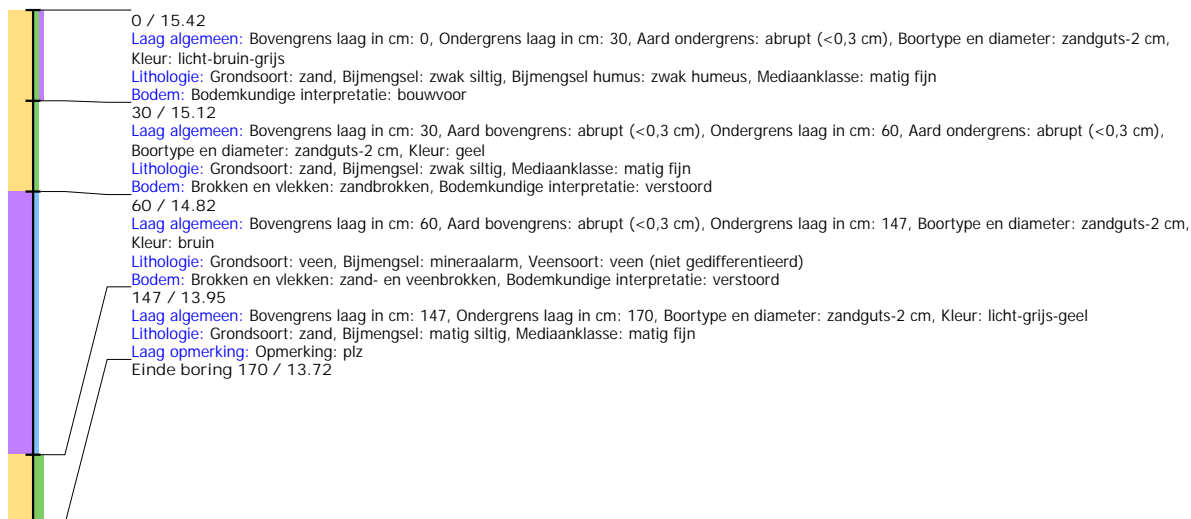 0 / 15.42
Laag algemeen: Bovengrens laag in cm: 0, Ondergrens laag in cm: 30, Aard ondergrens: abrupt (<0,3 cm), Boortype en diameter: zandguts-2 cm,
Kleur: licht-bruin-grijs
Lithologie: Grondsoort: zand, Bijmengsel: zwak siltig, Bijmengsel humus: zwak humeus, Mediaanklasse: matig fijn
Bodem: Bodemkundige interpretatie: bouwvoor
30 / 15.12
Laag algemeen: Bovengrens laag in cm: 30, Aard bovengrens: abrupt (<0,3 cm), Ondergrens laag in cm: 60, Aard ondergrens: abrupt (<0,3 cm),
Boortype en diameter: zandguts-2 cm, Kleur: geel
Lithologie: Grondsoort: zand, Bijmengsel: zwak siltig, Mediaanklasse: matig fijn
Bodem: Brokken en vlekken: zandbrokken, Bodemkundige interpretatie: verstoord
60 / 14.82
Laag algemeen: Bovengrens laag in cm: 60, Aard bovengrens: abrupt (<0,3 cm), Ondergrens laag in cm: 147, Boortype en diameter: zandguts-2 cm,
Kleur: bruin
Lithologie: Grondsoort: veen, Bijmengsel: mineraalarm, Veensoort: veen (niet gedifferentieerd)
Bodem: Brokken en vlekken: zand- en veenbrokken, Bodemkundige interpretatie: verstoord
147 / 13.95
Laag algemeen: Bovengrens laag in cm: 147, Ondergrens laag in cm: 170, Boortype en diameter: zandguts-2 cm, Kleur: licht-grijs-geel
Lithologie: Grondsoort: zand, Bijmengsel: matig siltig, Mediaanklasse: matig fijn
Laag opmerking: Opmerking: plz
Einde boring 170 / 13.72